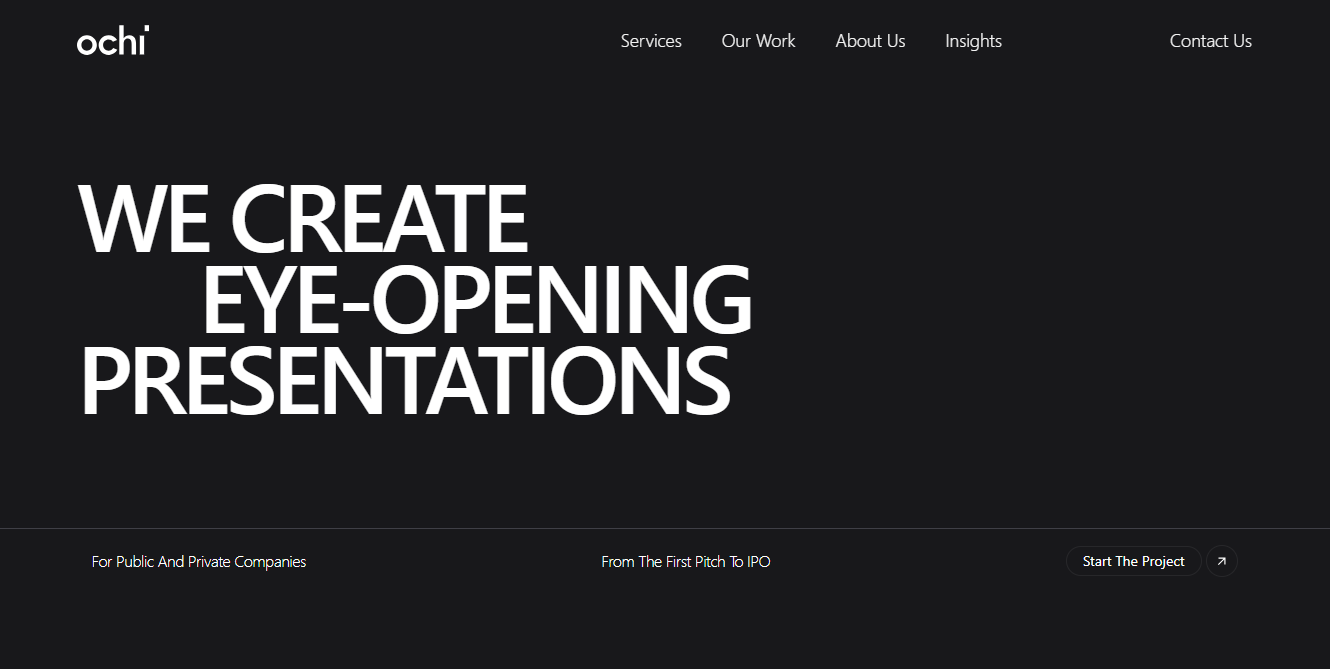 ochi
Services Our Work About Us Insights Contact Us
WE CREATE
EYE-OPENING
PRESENTATIONS
For Public And Private Companies From The First Pitch To IPO Start The Project